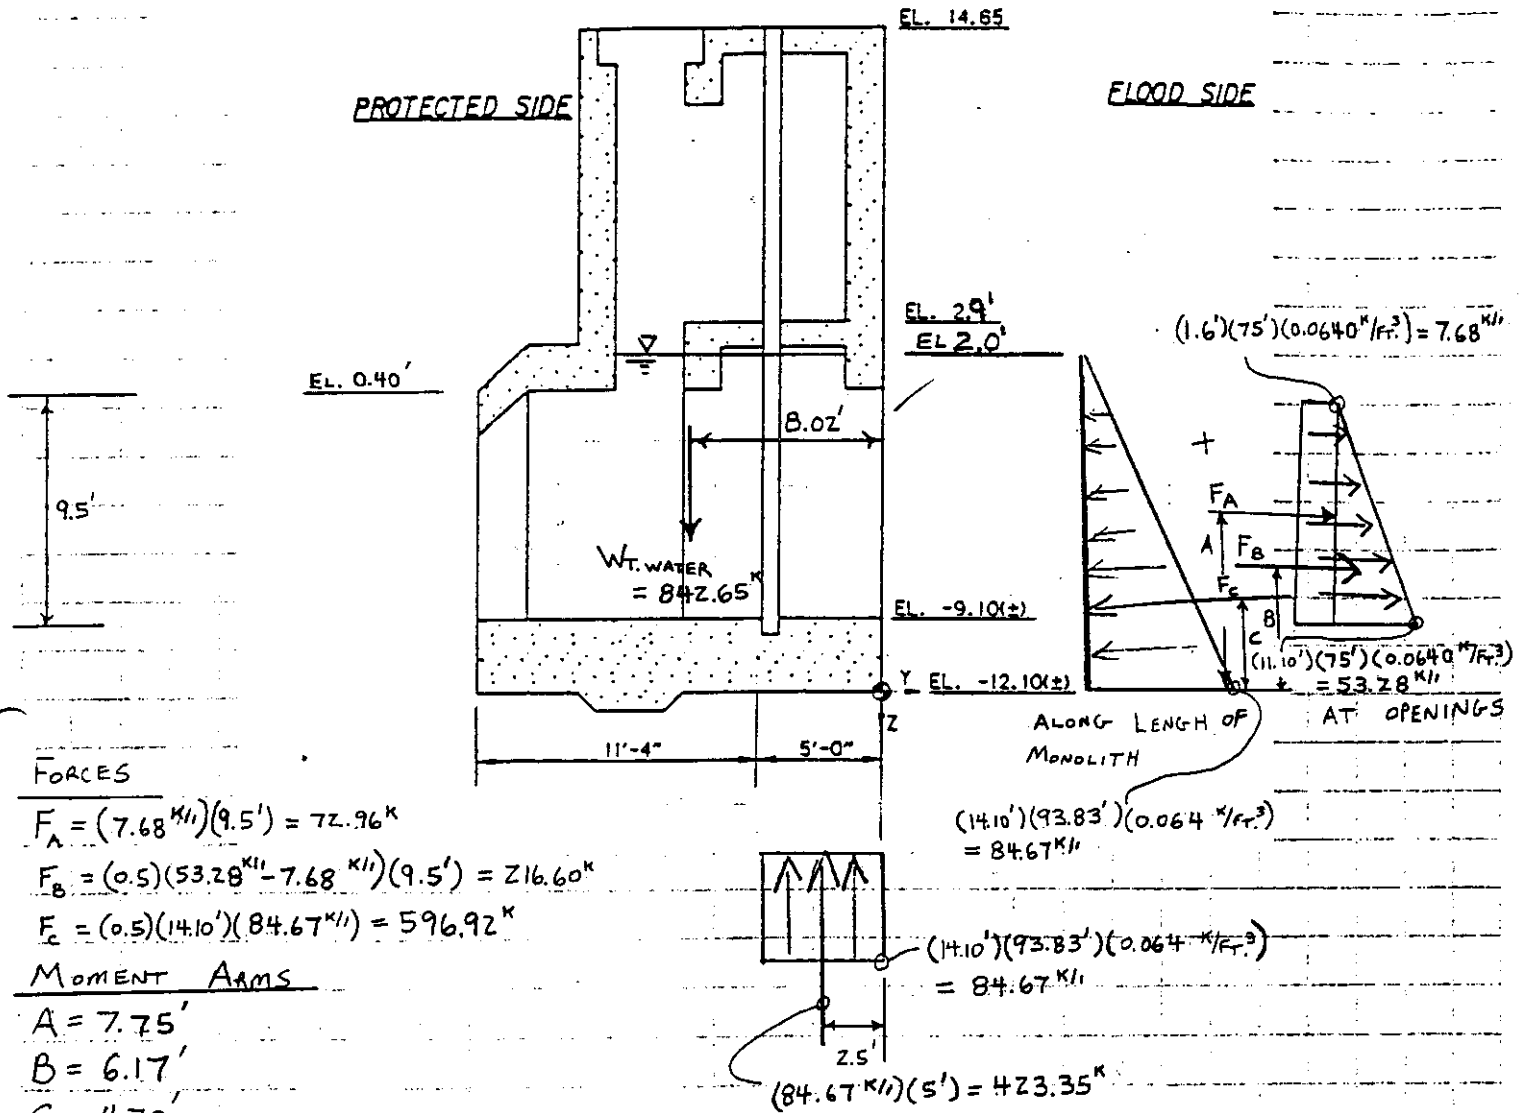 EL. 14.65
PROTECTED SIDE
FLOOD SIDE
EL. 2.9'
EL 2.0'
(1.6')(75')(0.0640 K/FT.³) = 7.68 K/'
EL. 0.40'
8.02'
9.5'
WT. WATER
= 842.65 K
FA
A
FB
FC
B
C
EL. -9.10(±)
(11.10')(75')(0.0640 K/FT.³)
= 53.28 K/'
Y
EL. -12.10(±)
Z
ALONG LENGH OF
MONOLITH
AT OPENINGS
11'-4"
5'-0"
FORCES
FA = (7.68 K/')(9.5') = 72.96 K
FB = (0.5)(53.28 K/' - 7.68 K/')(9.5') = 216.60 K
FC = (0.5)(14.10')(84.67 K/') = 596.92 K
(14.10')(93.83')(0.064 K/FT.³)
= 84.67 K/'
(14.10')(93.83')(0.064 K/FT.³)
= 84.67 K/'
2.5'
(84.67 K/')(5') = 423.35 K
MOMENT ARMS
A = 7.75'
B = 6.17'